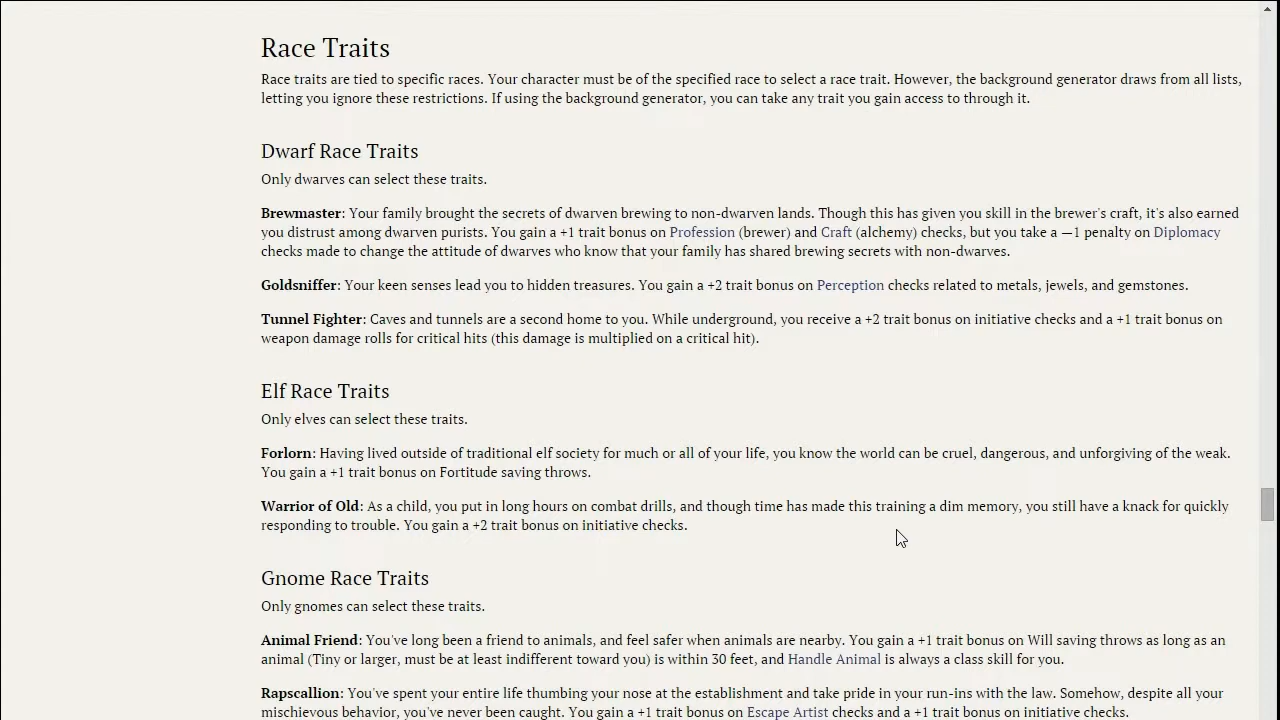 Race Traits
Race traits are tied to specific races. Your character must be of the specified race to select a race trait. However, the background generator draws from all lists,
letting you ignore these restrictions. If using the background generator, you can take any trait you gain access to through it.
Dwarf Race Traits
Only dwarves can select these traits.
Brewmaster: Your family brought the secrets of dwarven brewing to non-dwarven lands. Though this has given you skill in the brewer's craft, it's also earned
you distrust among dwarven purists. You gain a +1 trait bonus on Profession (brewer) and Craft (alchemy) checks, but you take a —1 penalty on Diplomacy
checks made to change the attitude of dwarves who know that your family has shared brewing secrets with non-dwarves.
Goldsniffer: Your keen senses lead you to hidden treasures. You gain a +2 trait bonus on Perception checks related to metals, jewels, and gemstones.
Tunnel Fighter: Caves and tunnels are a second home to you. While underground, you receive a +2 trait bonus on initiative checks and a +1 trait bonus on
weapon damage rolls for critical hits (this damage is multiplied on a critical hit).
Elf Race Traits
Only elves can select these traits.
Forlorn: Having lived outside of traditional elf society for much or all of your life, you know the world can be cruel, dangerous, and unforgiving of the weak.
You gain a +1 trait bonus on Fortitude saving throws.
Warrior of Old: As a child, you put in long hours on combat drills, and though time has made this training a dim memory, you still have a knack for quickly
responding to trouble. You gain a +2 trait bonus on initiative checks.
Gnome Race Traits
Only gnomes can select these traits.
Animal Friend: You've long been a friend to animals, and feel safer when animals are nearby. You gain a +1 trait bonus on Will saving throws as long as an
animal (Tiny or larger, must be at least indifferent toward you) is within 30 feet, and Handle Animal is always a class skill for you.
Rapscallion: You've spent your entire life thumbing your nose at the establishment and take pride in your run-ins with the law. Somehow, despite all your
mischievous behavior, you've never been caught. You gain a +1 trait bonus on Escape Artist checks and a +1 trait bonus on initiative checks.